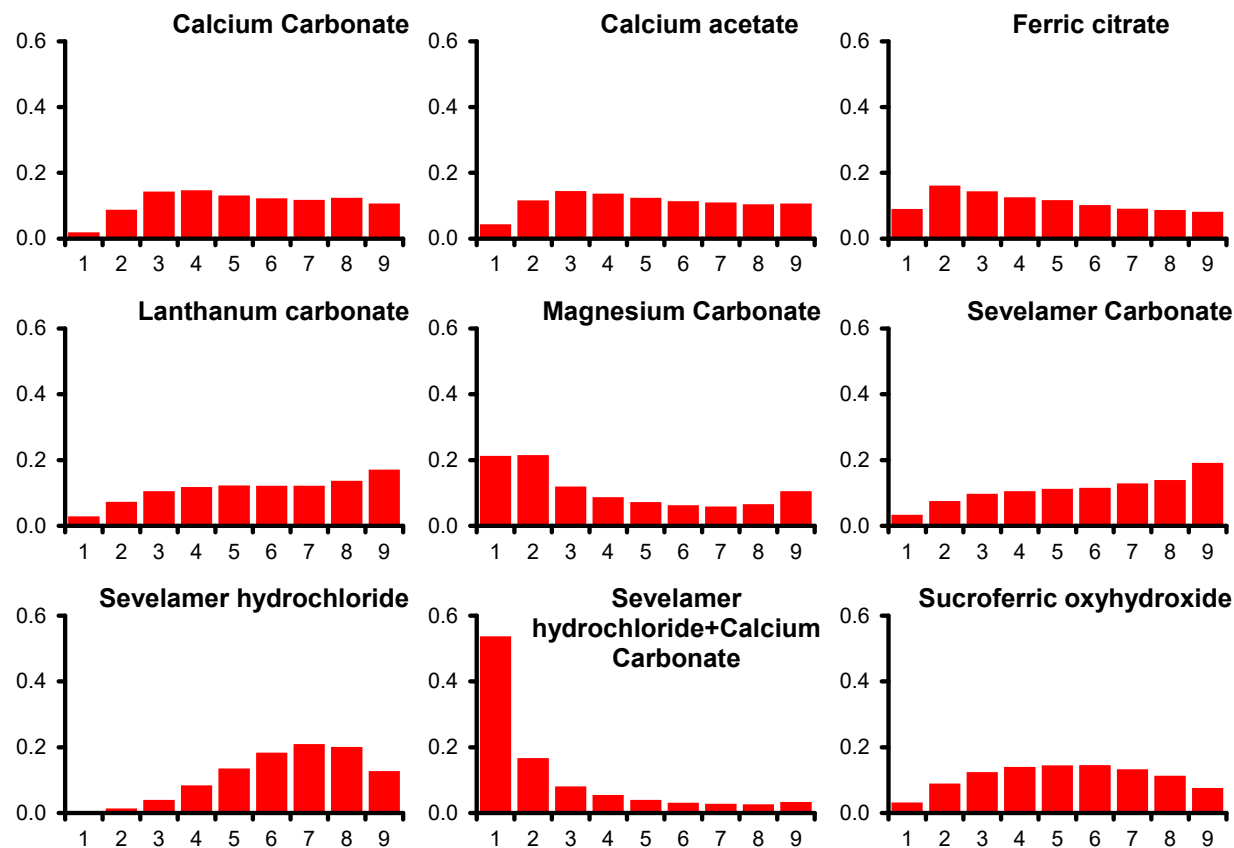 Calcium Carbonate
0.6
0.4
0.2
0.0
1 2 3 4 5 6 7 8 9
Calcium acetate
0.6
0.4
0.2
0.0
1 2 3 4 5 6 7 8 9
Ferric citrate
0.6
0.4
0.2
0.0
1 2 3 4 5 6 7 8 9
Lanthanum carbonate
0.6
0.4
0.2
0.0
1 2 3 4 5 6 7 8 9
Magnesium Carbonate
0.6
0.4
0.2
0.0
1 2 3 4 5 6 7 8 9
Sevelamer Carbonate
0.6
0.4
0.2
0.0
1 2 3 4 5 6 7 8 9
Sevelamer hydrochloride
0.6
0.4
0.2
0.0
1 2 3 4 5 6 7 8 9
Sevelamer
hydrochloride+Calcium
Carbonate
0.6
0.4
0.2
0.0
1 2 3 4 5 6 7 8 9
Sucroferric oxyhydroxide
0.6
0.4
0.2
0.0
1 2 3 4 5 6 7 8 9